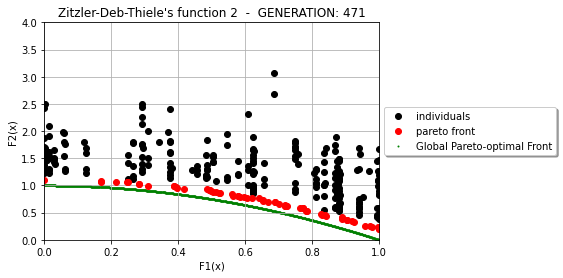 Zitzler-Deb-Thiele's function 2  -  GENERATION: 471
4.0
3.5
3.0
2.5
2.0
1.5
1.0
0.5
0.0
F2(x)
0.0 0.2 0.4 0.6 0.8 1.0
F1(x)
individuals
pareto front
Global Pareto-optimal Front